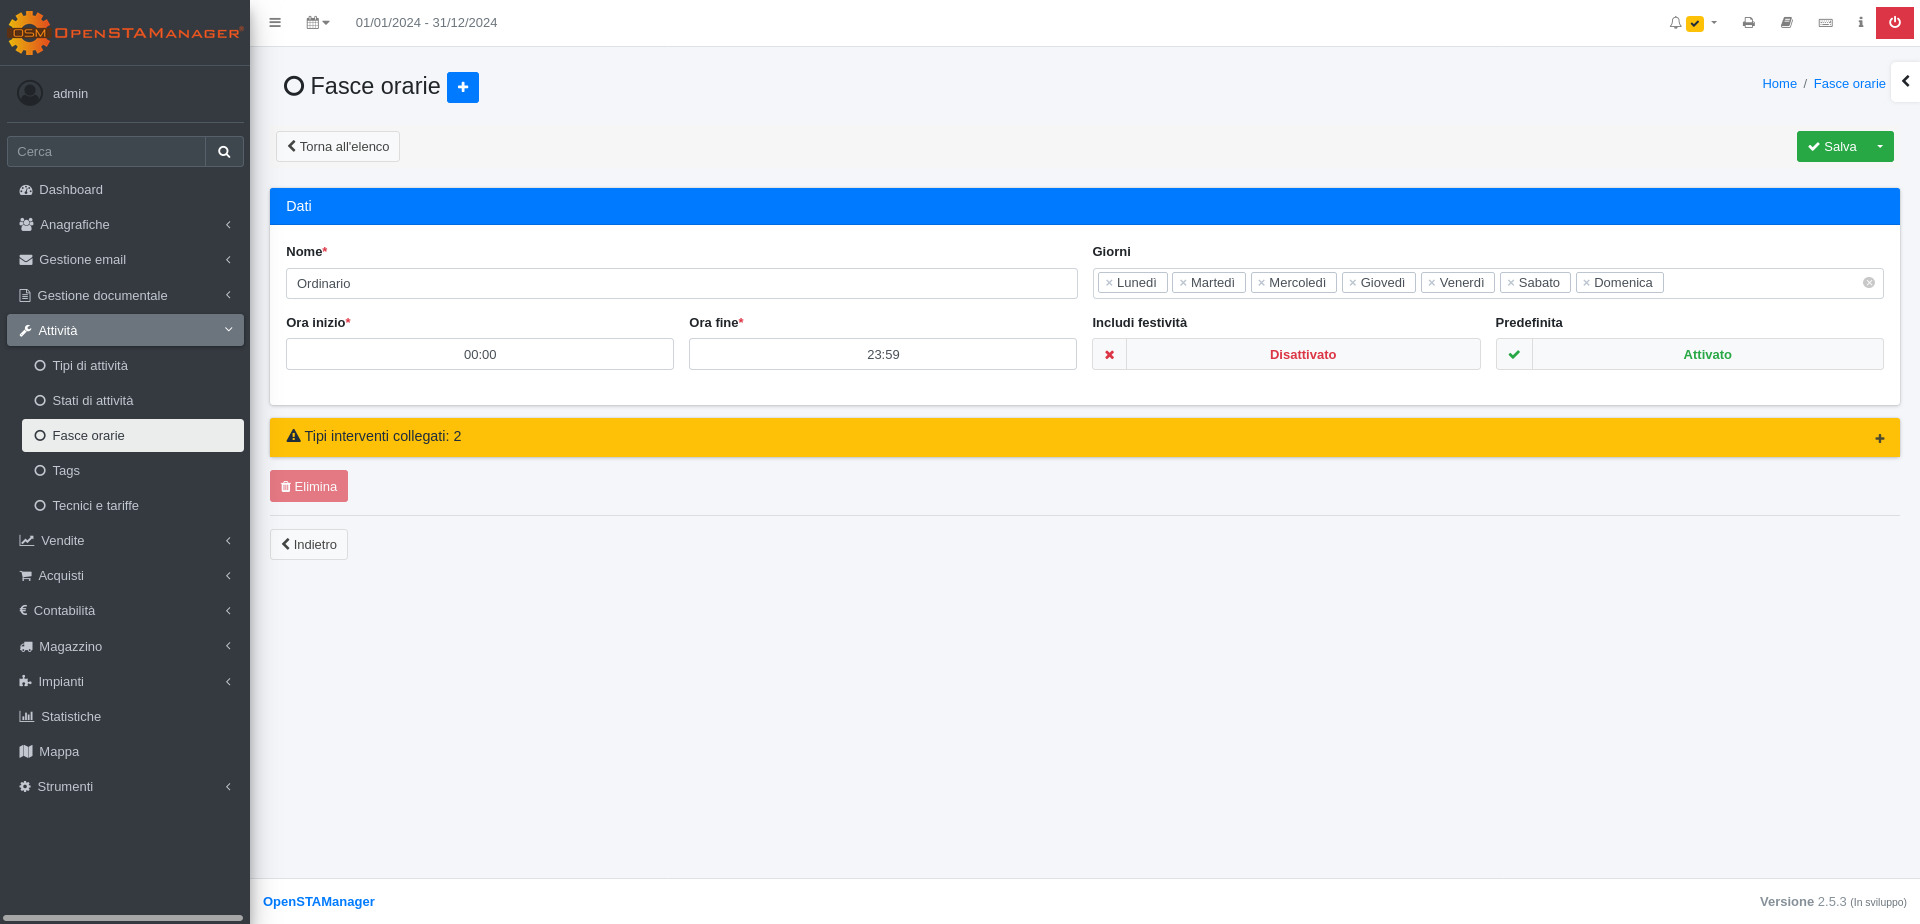 OSM OPENSTAMANAGER®
01/01/2024 - 31/12/2024
admin
Cerca
Dashboard
Anagrafiche
Gestione email
Gestione documentale
Attività
Tipi di attività
Stati di attività
Fasce orarie
Tags
Tecnici e tariffe
Vendite
Acquisti
Contabilità
Magazzino
Impianti
Statistiche
Mappa
Strumenti
Fasce orarie
Home / Fasce orarie
Torna all'elenco
Salva
Dati
Nome*
Giorni
Ordinario
× Lunedì × Martedì × Mercoledì × Giovedì × Venerdì × Sabato × Domenica
Ora inizio*
Ora fine*
Includi festività
Predefinita
00:00
23:59
Disattivato
Attivato
Tipi interventi collegati: 2
Elimina
Indietro
OpenSTAManager
Versione 2.5.3 (In sviluppo)